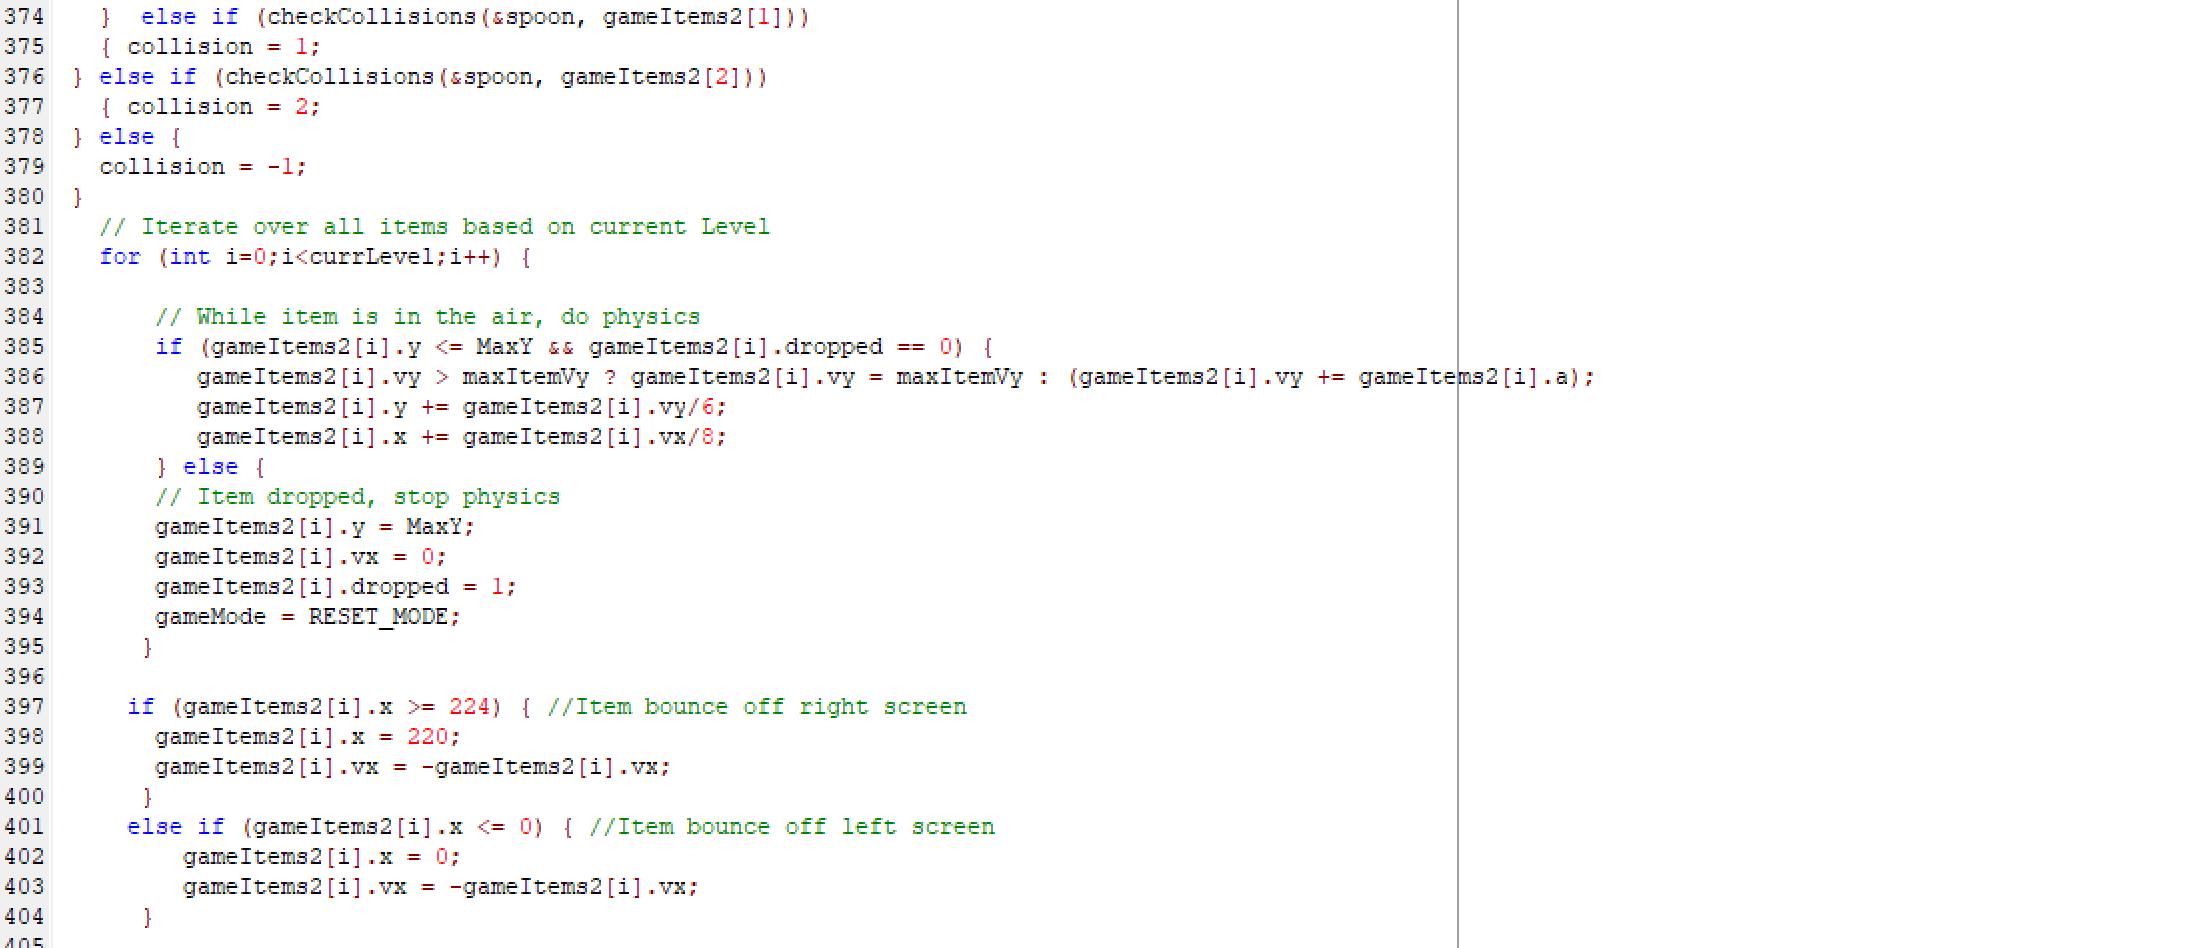 374    }  else if (checkCollisions(&spoon, gameItems2[1]))
375    { collision = 1;
376  } else if (checkCollisions(&spoon, gameItems2[2]))
377    { collision = 2;
378  } else {
379    collision = -1;
380  }
381    // Iterate over all items based on current Level
382    for (int i=0;i<currLevel;i++) {
383
384        // While item is in the air, do physics
385        if (gameItems2[i].y <= MaxY && gameItems2[i].dropped == 0) {
386           gameItems2[i].vy > maxItemVy ? gameItems2[i].vy = maxItemVy : (gameItems2[i].vy += gameItems2[i].a);
387           gameItems2[i].y += gameItems2[i].vy/6;
388           gameItems2[i].x += gameItems2[i].vx/8;
389        } else {
390        // Item dropped, stop physics
391        gameItems2[i].y = MaxY;
392        gameItems2[i].vx = 0;
393        gameItems2[i].dropped = 1;
394        gameMode = RESET_MODE;
395       }
396
397      if (gameItems2[i].x >= 224) { //Item bounce off right screen
398        gameItems2[i].x = 220;
399        gameItems2[i].vx = -gameItems2[i].vx;
400       }
401      else if (gameItems2[i].x <= 0) { //Item bounce off left screen
402          gameItems2[i].x = 0;
403          gameItems2[i].vx = -gameItems2[i].vx;
404       }
405